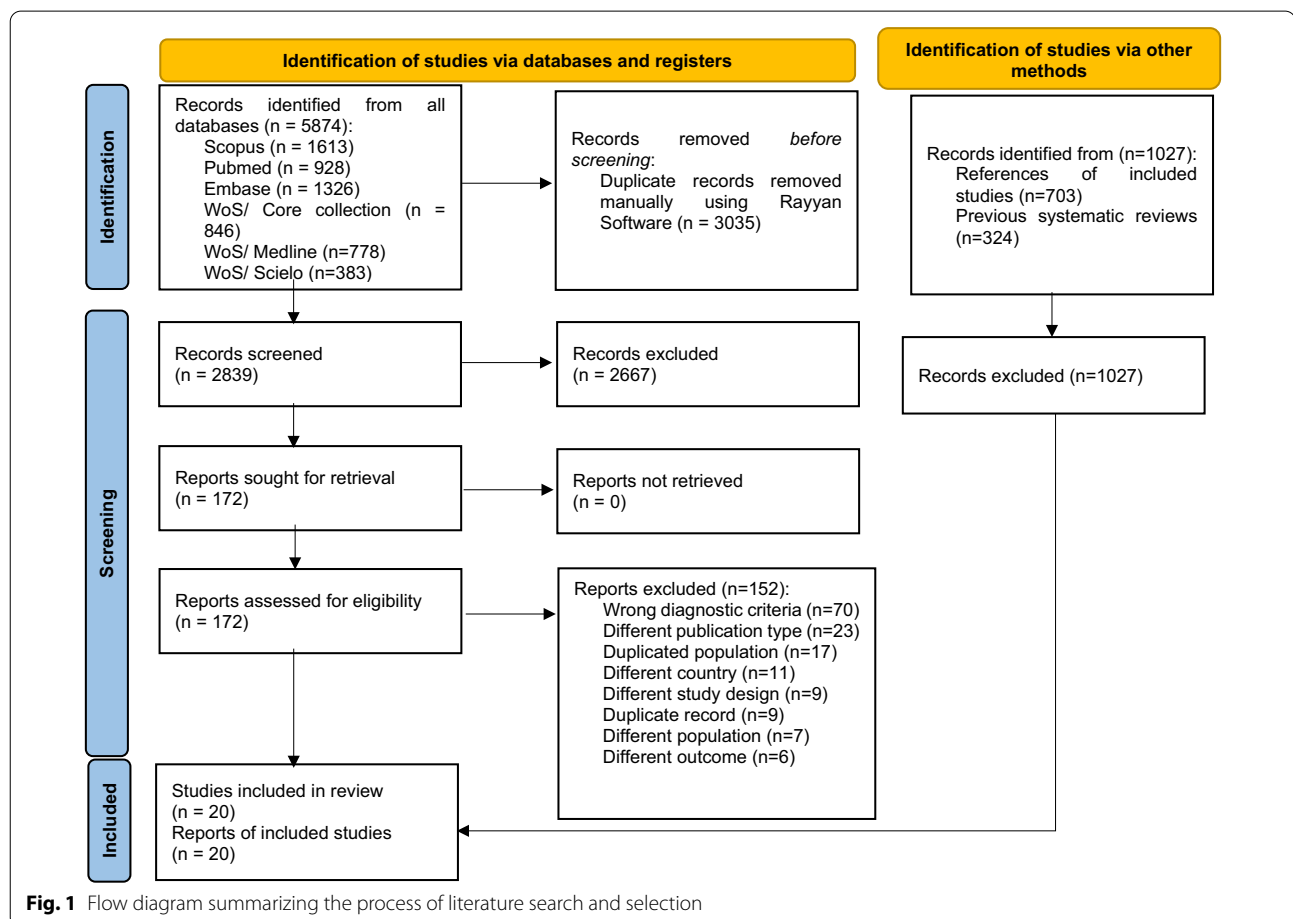 Identification of studies via databases and registers
Identification of studies via other
methods
Identification
Records identified from all
databases (n = 5874):
Scopus (n = 1613)
Pubmed (n = 928)
Embase (n = 1326)
WoS/ Core collection (n =
846)
WoS/ Medline (n=778)
WoS/ Scielo (n=383)
Records removed before
screening:
Duplicate records removed
manually using Rayyan
Software (n = 3035)
Records identified from (n=1027):
References of included
studies (n=703)
Previous systematic reviews
(n=324)
Screening
Records screened
(n = 2839)
Records excluded
(n = 2667)
Records excluded (n=1027)
Reports sought for retrieval
(n = 172)
Reports not retrieved
(n = 0)
Reports assessed for eligibility
(n = 172)
Reports excluded (n=152):
Wrong diagnostic criteria (n=70)
Different publication type (n=23)
Duplicated population (n=17)
Different country (n=11)
Different study design (n=9)
Duplicate record (n=9)
Different population (n=7)
Different outcome (n=6)
Included
Studies included in review
(n = 20)
Reports of included studies
(n = 20)
Fig. 1 Flow diagram summarizing the process of literature search and selection